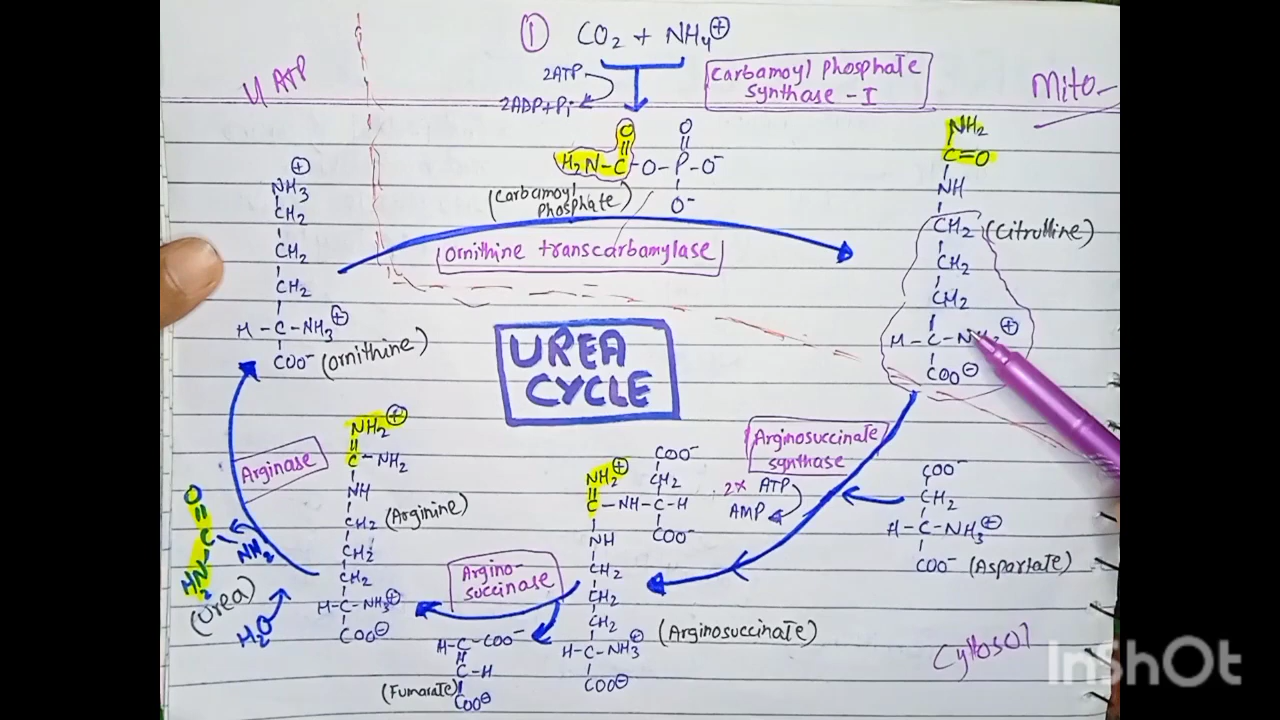 ① CO2 + NH4⊕
2ATP
2ADP+Pi
Carbamoyl phosphate
synthase - I
Mito-
4 ATP
O
H2N-C-O-P-O⁻
O
O⁻
(Carbamoyl
phosphate)
Ornithine transcarbamylase
⊕
NH3
CH2
CH2
CH2
H-C-NH3⊕
COO⁻ (Ornithine)
NH2
C=O
NH
CH2 (Citrulline)
CH2
CH2
H-C-NH3⊕
COO⊖
UREA
CYCLE
Arginosuccinate
synthase
2x ATP
AMP
COO⁻
CH2
H-C-NH3⊕
COO⁻ (Aspartate)
NH2⊕
C-NH-C-H
COO⁻
CH2
COO⁻
NH
CH2
CH2
CH2
H-C-NH3⊕
COO⊖
(Arginosuccinate)
Argino-
succinase
H-C-COO⁻
C-H
COO⊖
(Fumarate)
NH2⊕
C-NH2
NH
CH2
CH2
CH2
H-C-NH3⊕
COO⊖
(Arginine)
Arginase
O
C
NH2
H2N
(Urea)
H2O
Cytosol
InShOt